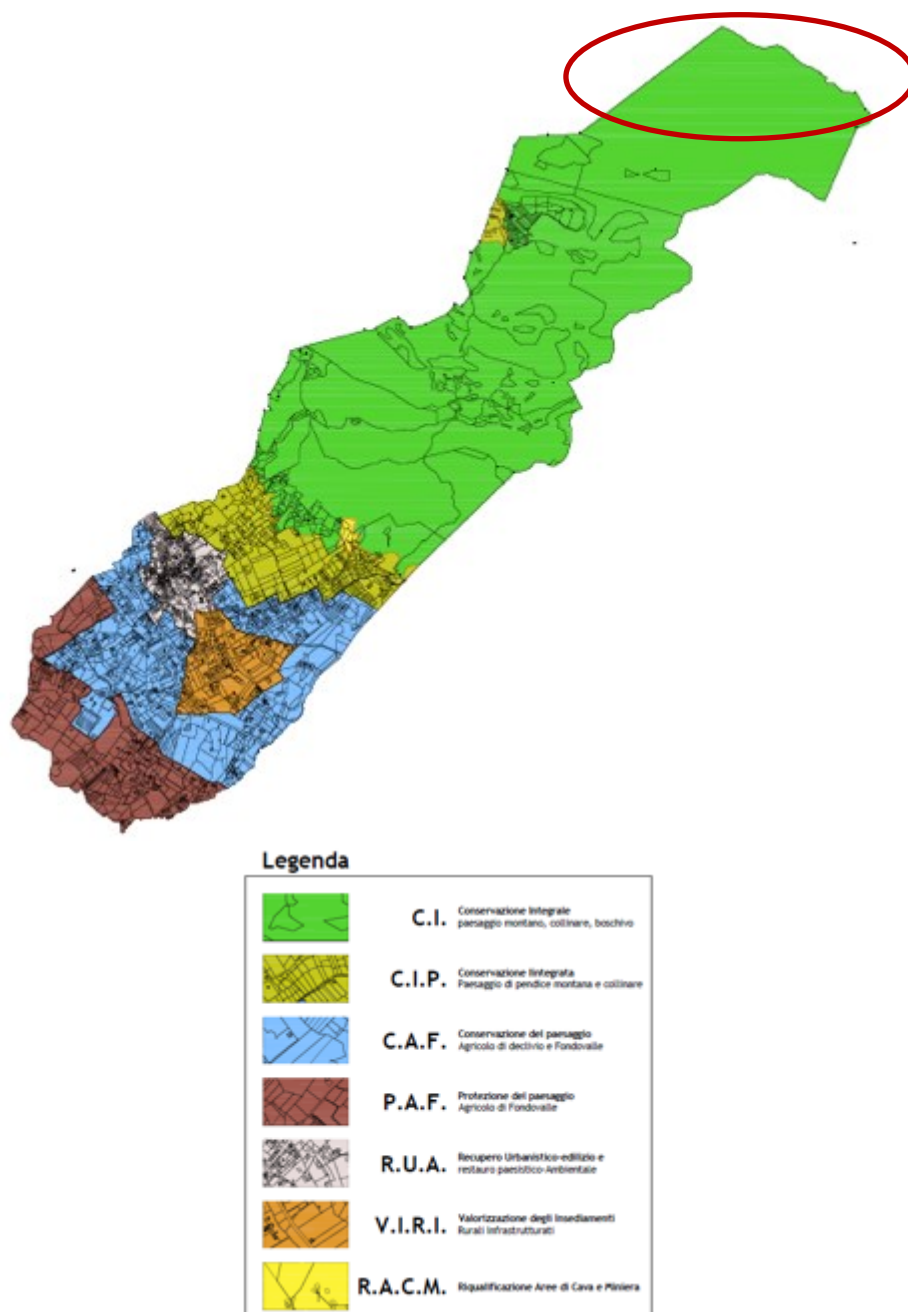 Legenda
C.I. Conservazione Integrale
paesaggio montano, collinare, boschivo
C.I.P. Conservazione Iintegrata
Paesaggio di pendice montana e collinare
C.A.F. Conservazione del paesaggio
Agricolo di declivio e Fondovalle
P.A.F. Protezione del paesaggio
Agricolo di Fondovalle
R.U.A. Recupero Urbanistico-edilizio e
restauro paesistico-Ambientale
V.I.R.I. Valorizzazione degli Insediamenti
Rurali Infrastrutturati
R.A.C.M. Riqualificazione Aree di Cava e Miniera